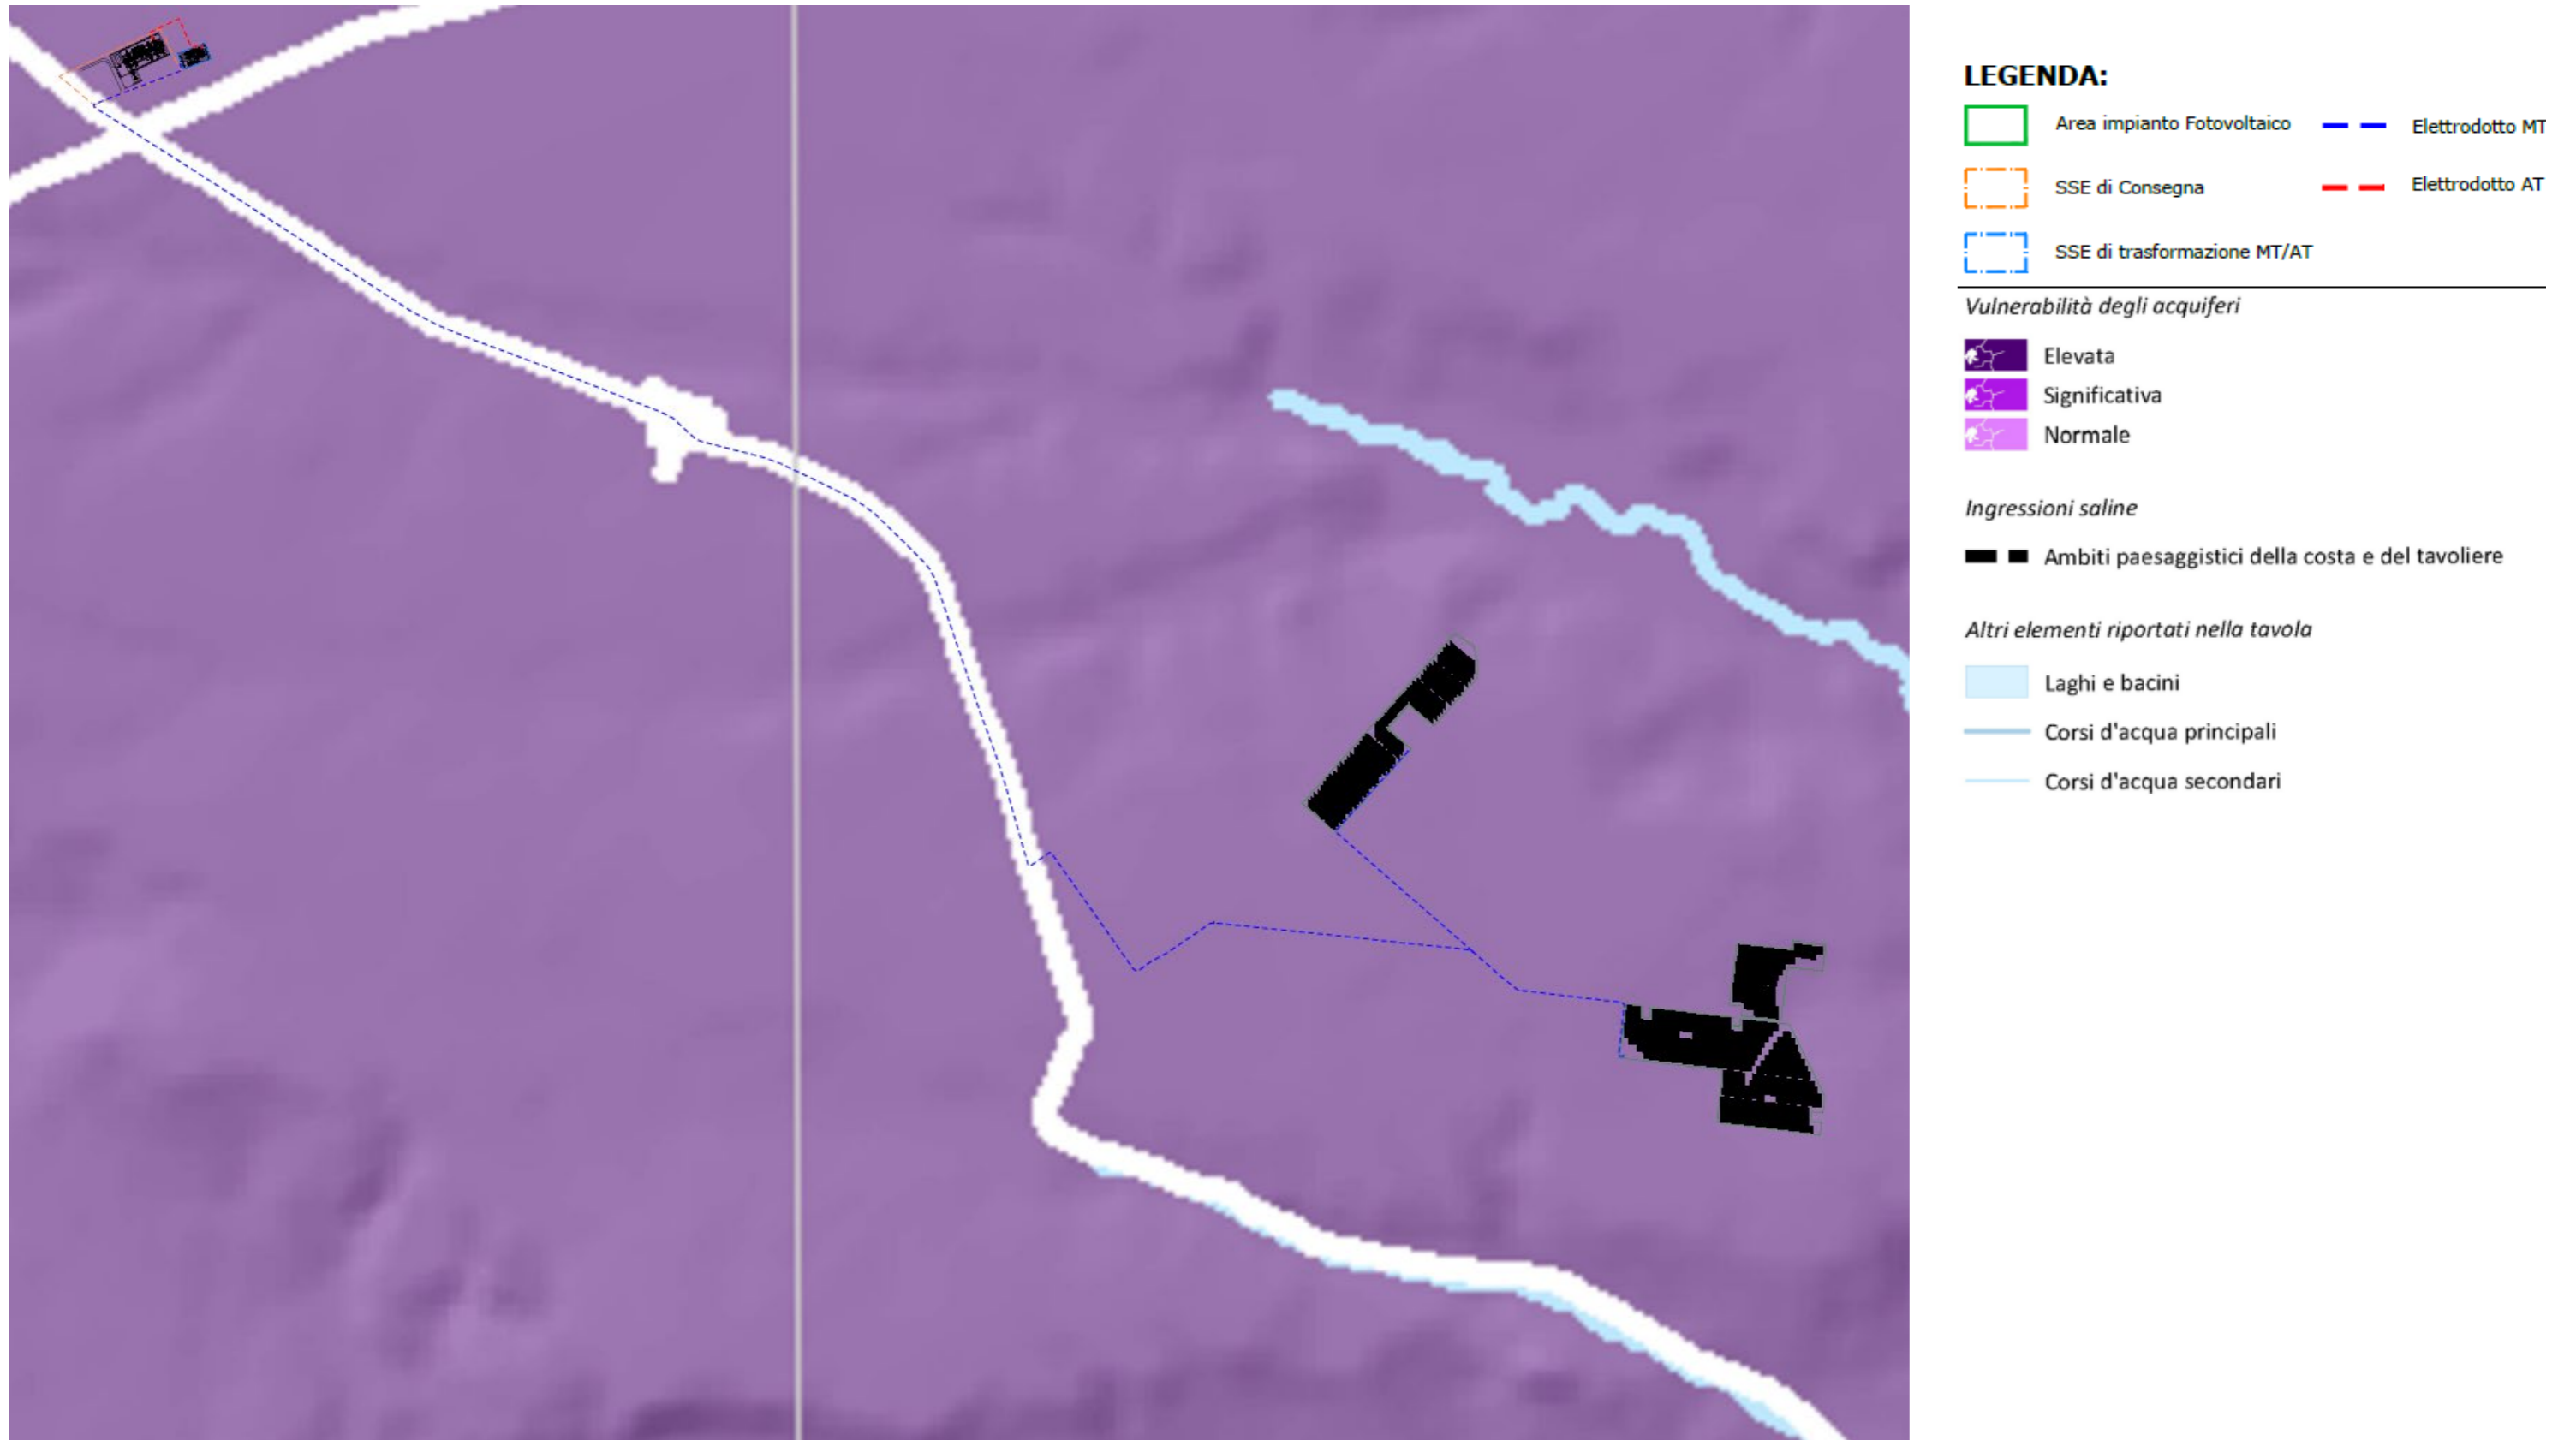 LEGENDA:
Area impianto Fotovoltaico
Elettrodotto MT
SSE di Consegna
Elettrodotto AT
SSE di trasformazione MT/AT
Vulnerabilità degli acquiferi
Elevata
Significativa
Normale
Ingressioni saline
Ambiti paesaggistici della costa e del tavoliere
Altri elementi riportati nella tavola
Laghi e bacini
Corsi d'acqua principali
Corsi d'acqua secondari